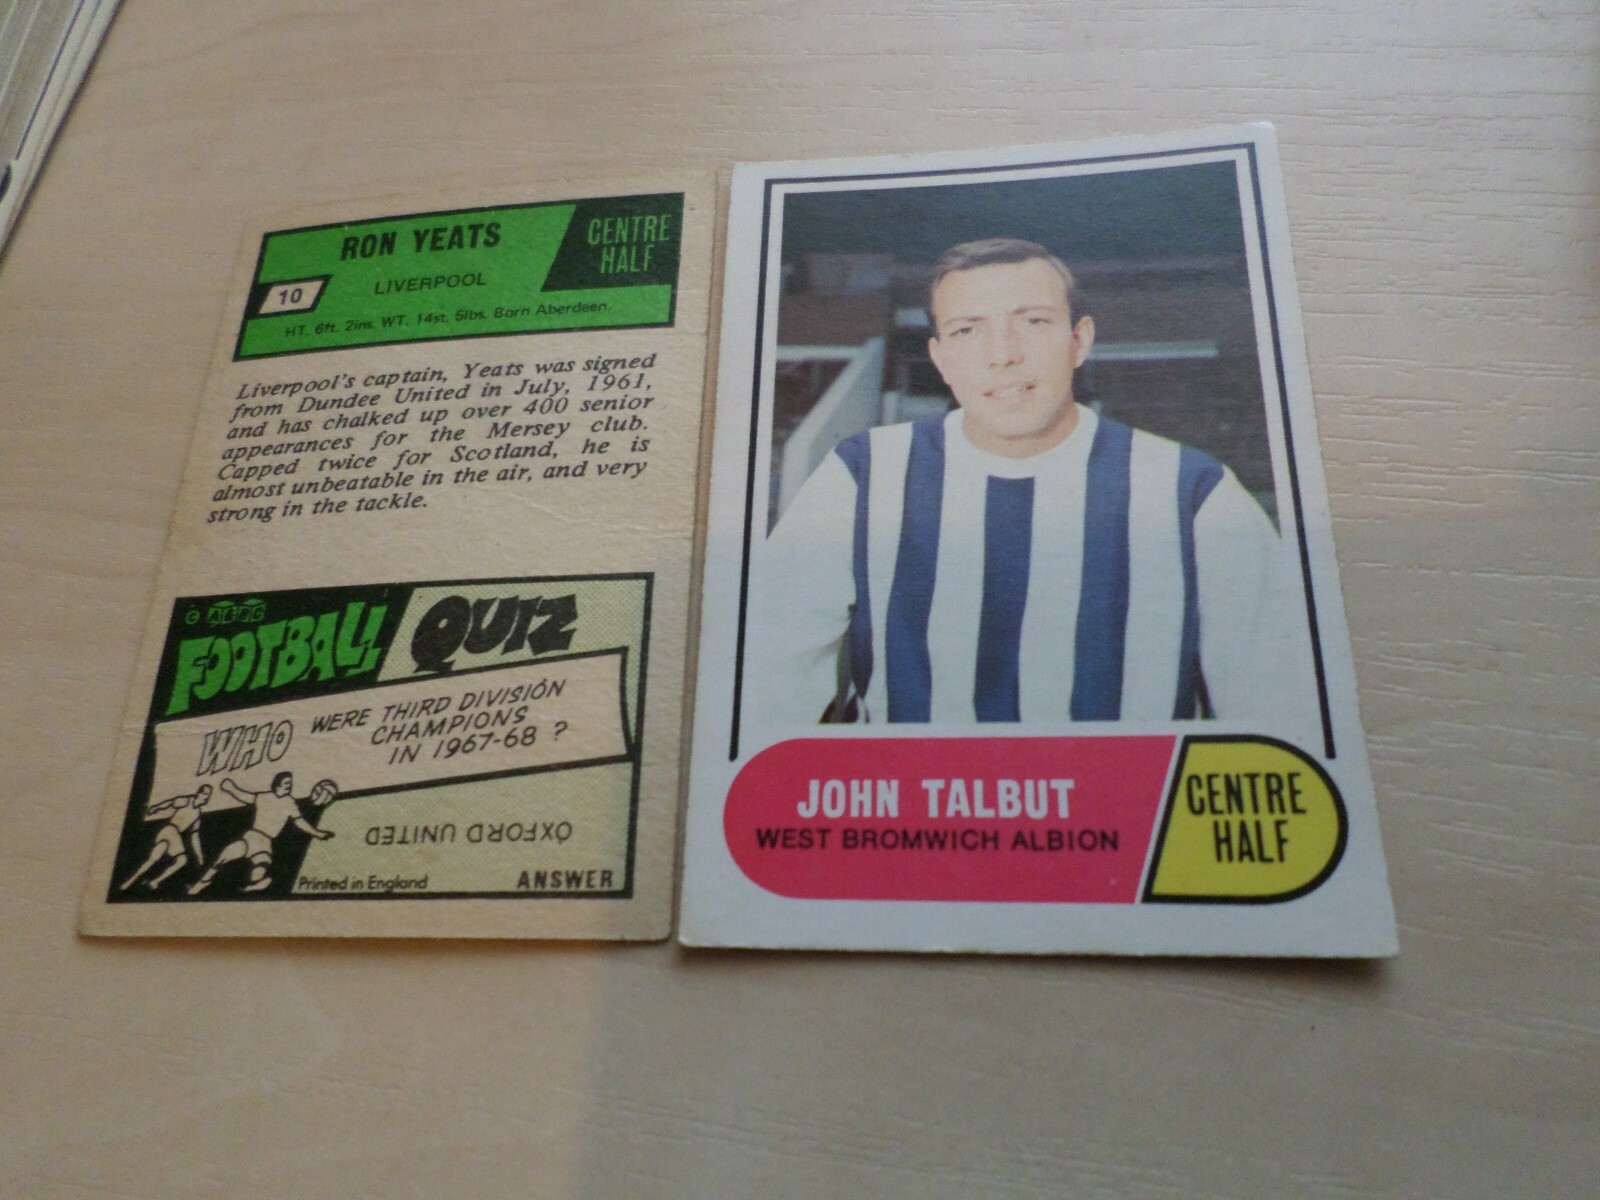 RON YEATS
CENTRE
HALF
10
LIVERPOOL
HT. 6ft. 2ins. WT. 14st. 5lbs. Born Aberdeen.
Liverpool's captain, Yeats was signed
from Dundee United in July, 1961,
and has chalked up over 400 senior
appearances for the Mersey club.
Capped twice for Scotland, he is
almost unbeatable in the air, and very
strong in the tackle.
© A&BC
FOOTBALL QUIZ
WHO WERE THIRD DIVISION
CHAMPIONS
IN 1967-68 ?
OXFORD UNITED
Printed in England
ANSWER
JOHN TALBUT
WEST BROMWICH ALBION
CENTRE
HALF